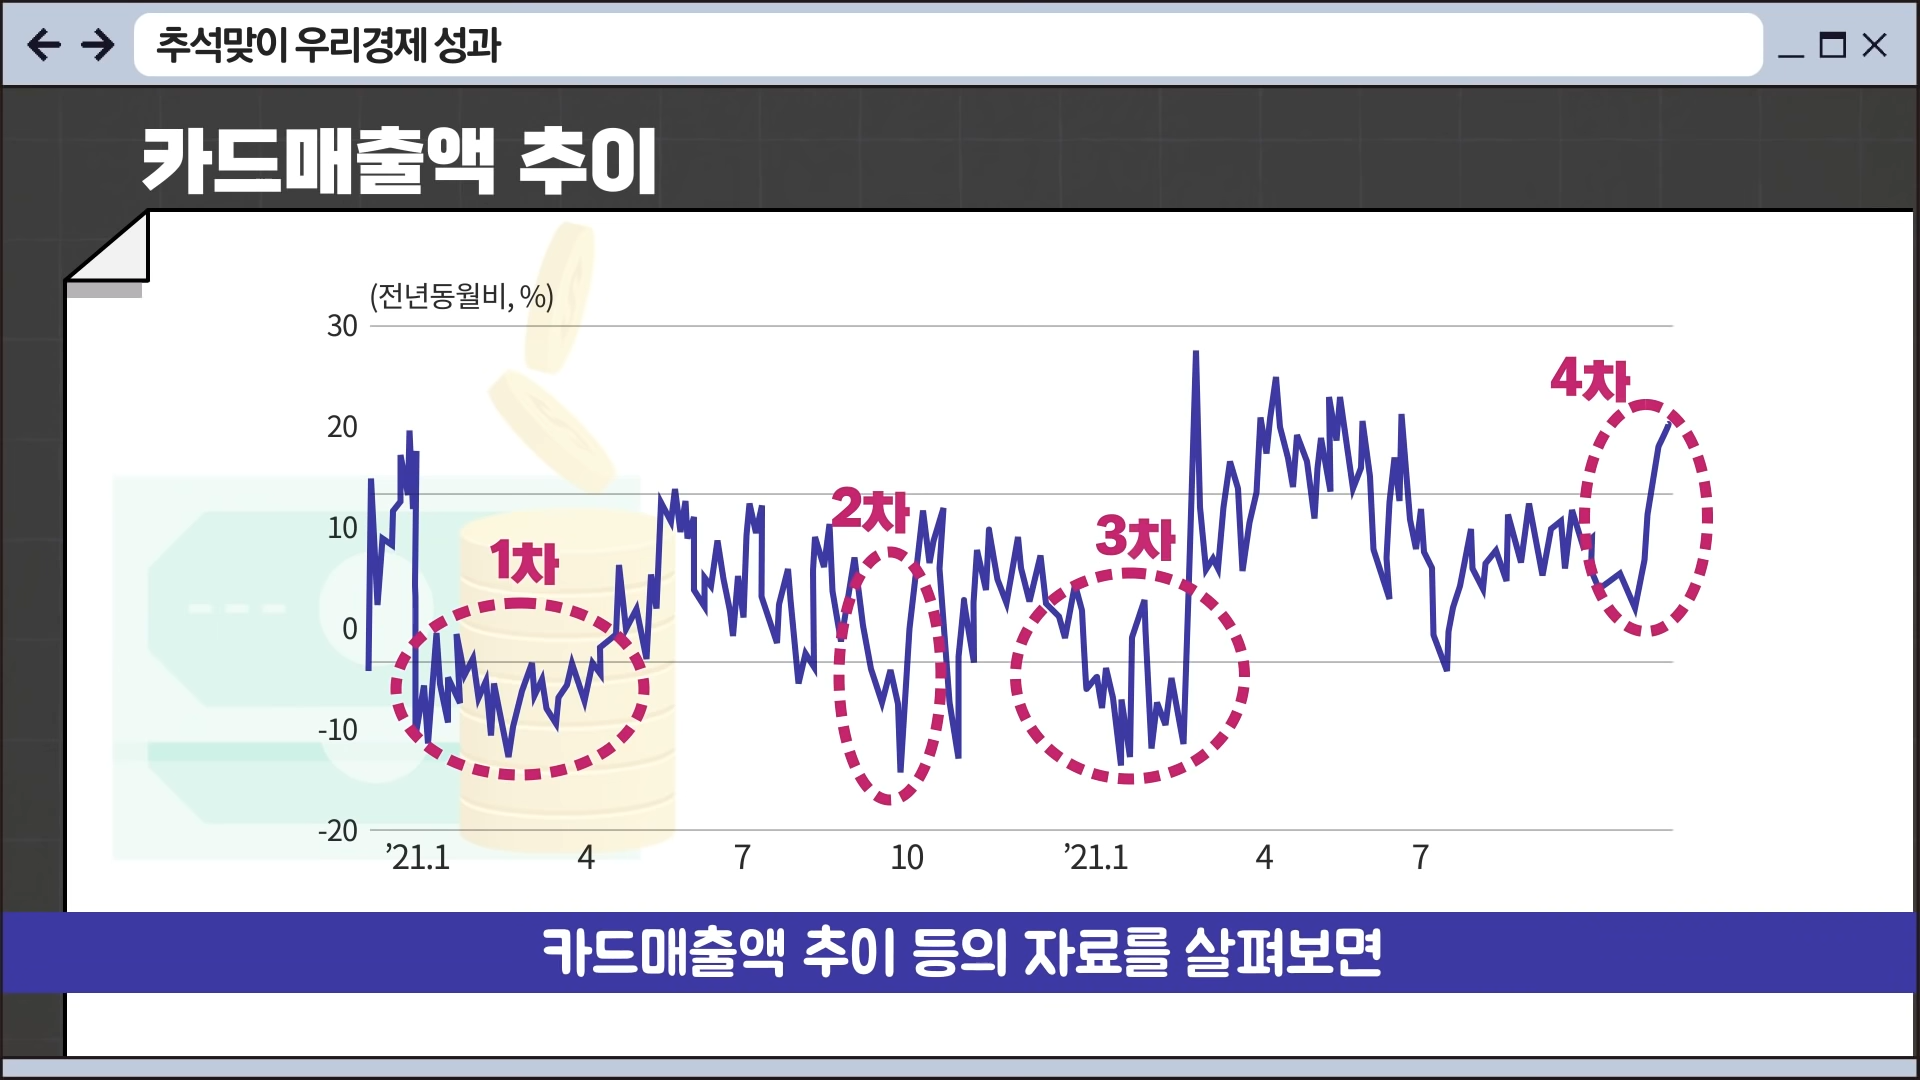 추석맞이 우리경제 성과
카드매출액 추이
(전년동월비, %)
30
20
10
0
-10
-20
1차
2차
3차
4차
’21.1 4 7 10 ’21.1 4 7
카드매출액 추이 등의 자료를 살펴보면